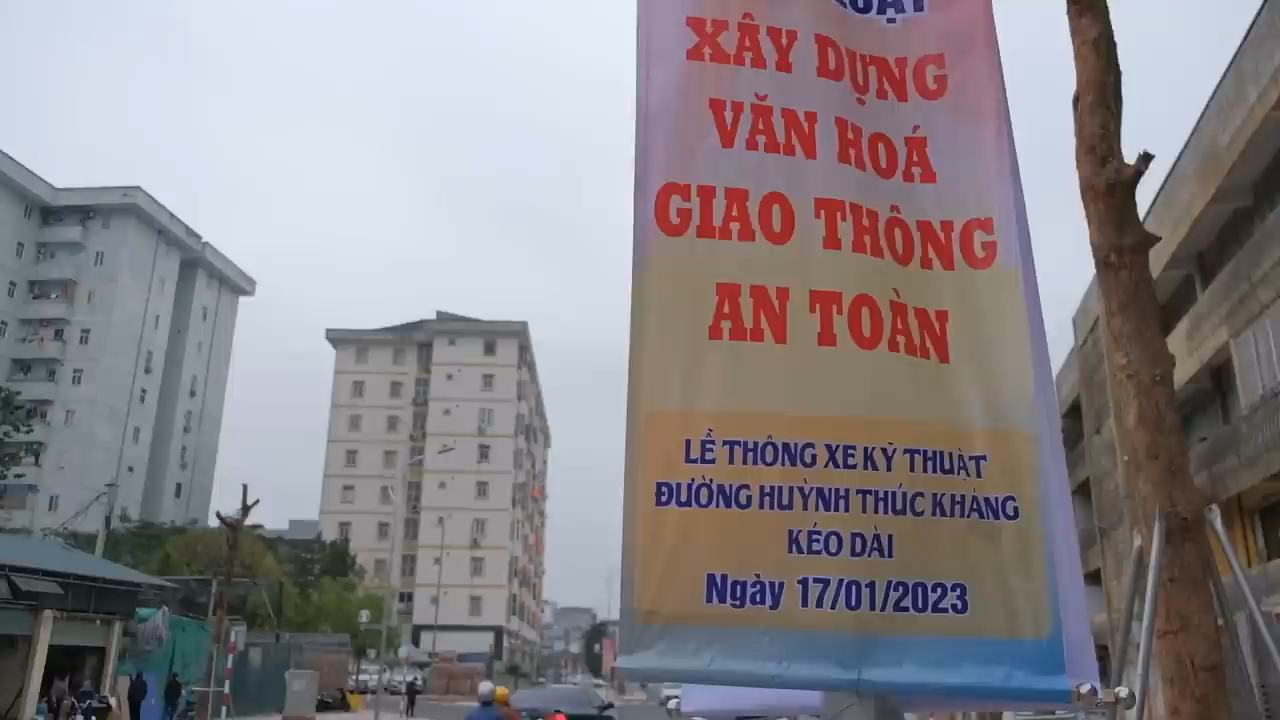 XÂY DỰNG
VĂN HOÁ
GIAO THÔNG
AN TOÀN
LỄ THÔNG XE KỸ THUẬT
ĐƯỜNG HUỲNH THÚC KHÁNG
KÉO DÀI
Ngày 17/01/2023